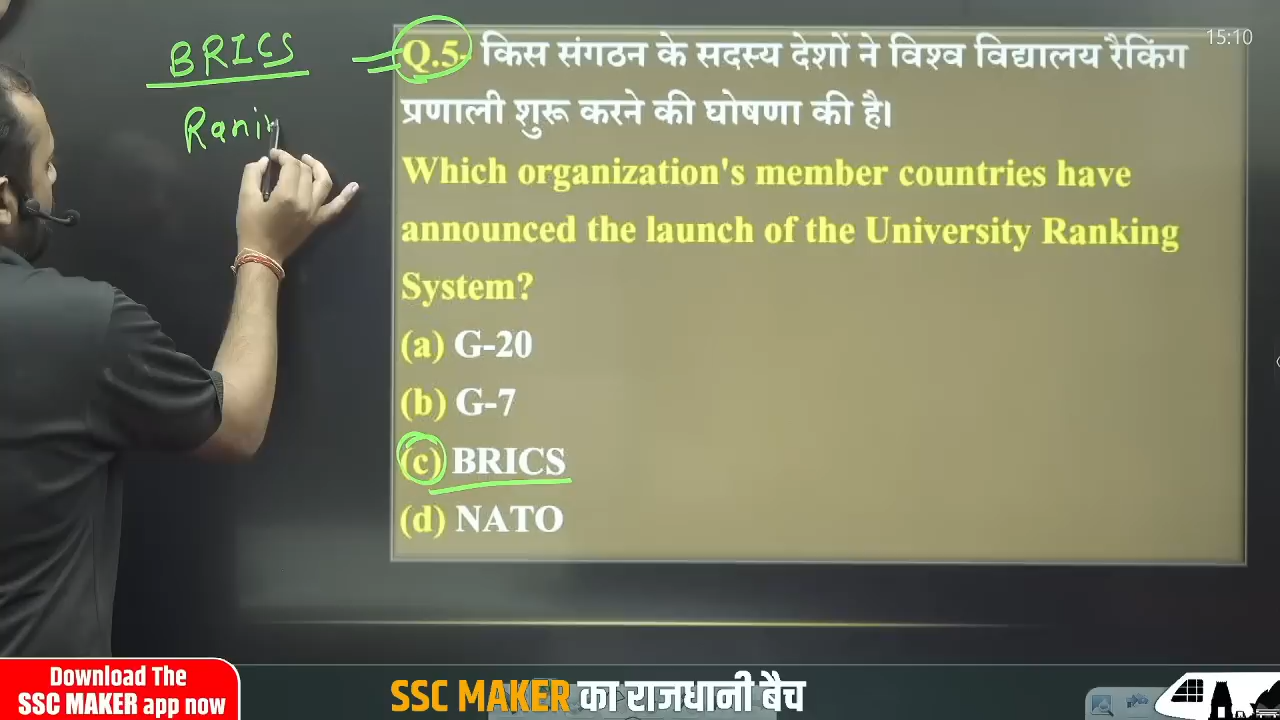 BRICS
Rani
15:10
Q.5- किस संगठन के सदस्य देशों ने विश्व विद्यालय रैकिंग
प्रणाली शुरू करने की घोषणा की है।
Which organization's member countries have
announced the launch of the University Ranking
System?
(a) G-20
(b) G-7
(c) BRICS
(d) NATO
Download The
SSC MAKER app now
SSC MAKER का राजधानी बैच